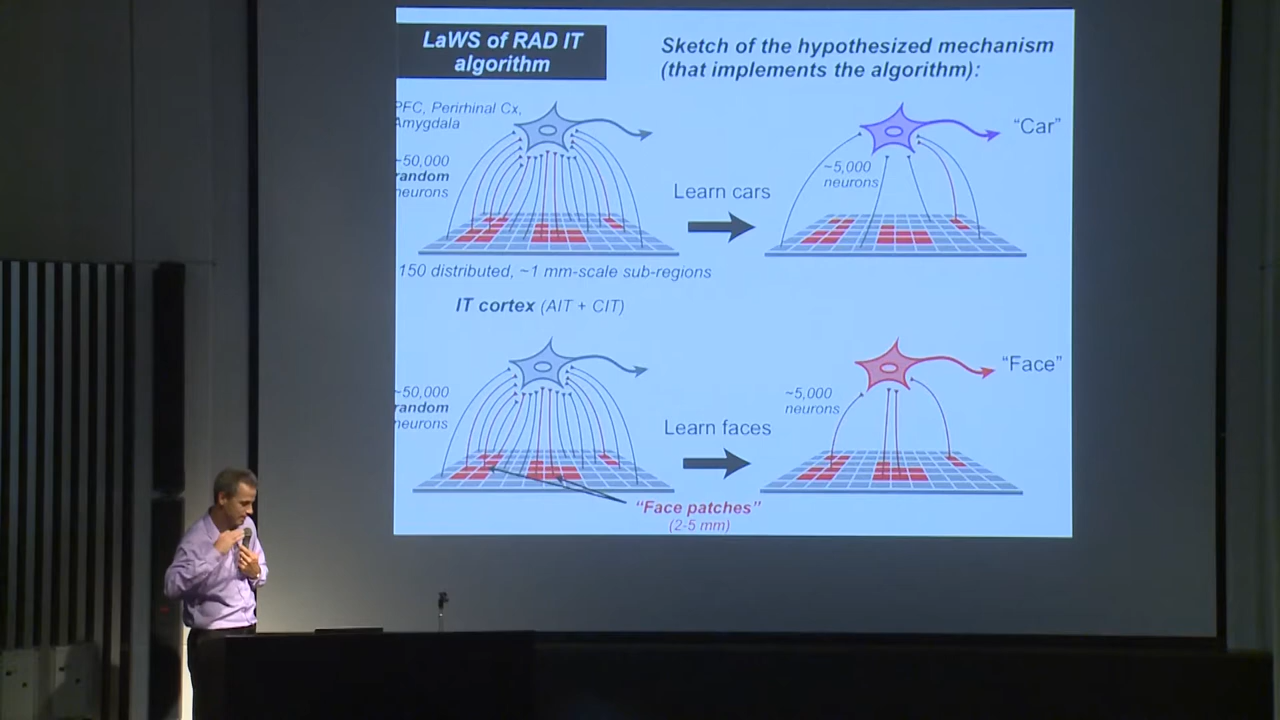 LaWS of RAD IT
algorithm
Sketch of the hypothesized mechanism
(that implements the algorithm):
PFC, Perirhinal Cx,
Amygdala
~50,000
random
neurons
Learn cars
~5,000
neurons
"Car"
150 distributed, ~1 mm-scale sub-regions
IT cortex (AIT + CIT)
~50,000
random
neurons
Learn faces
~5,000
neurons
"Face"
"Face patches"
(2-5 mm)